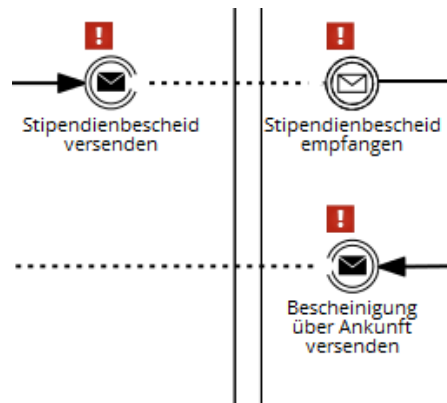 !
!
Stipendienbescheid
versenden
Stipendienbescheid
empfangen
!
Bescheinigung
über Ankunft
versenden